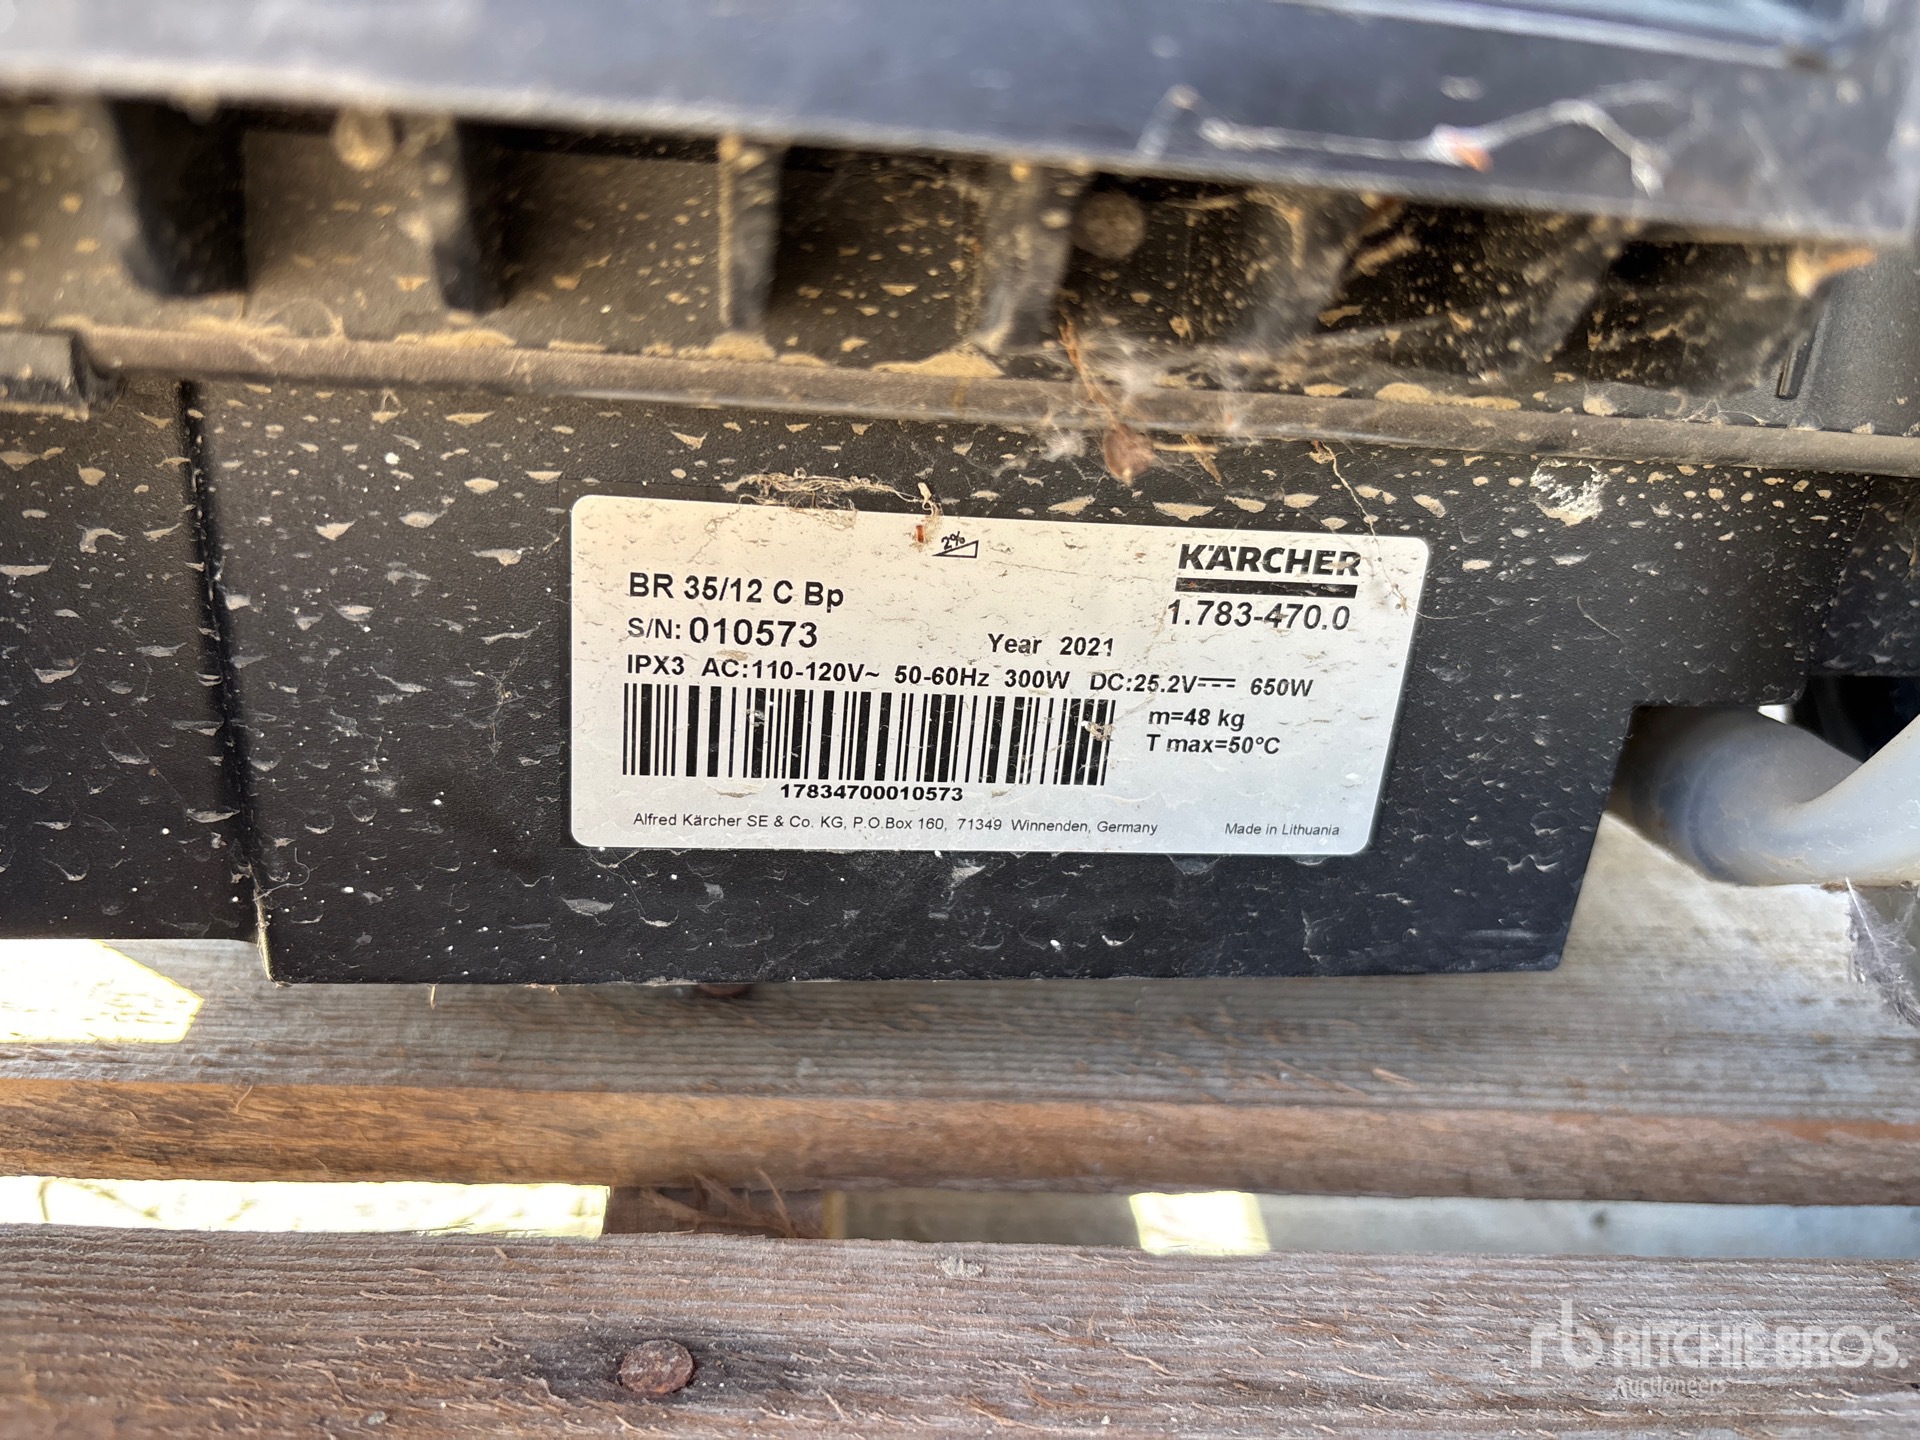 2%
KÄRCHER
BR 35/12 C Bp
1.783-470.0
S/N: 010573
Year 2021
IPX3 AC:110-120V~ 50-60Hz 300W DC:25.2V⎓ 650W
m=48 kg
T max=50°C
17834700010573
Alfred Kärcher SE & Co. KG, P.O.Box 160, 71349 Winnenden, Germany
Made in Lithuania
rb RITCHIE BROS.
Auctioneers